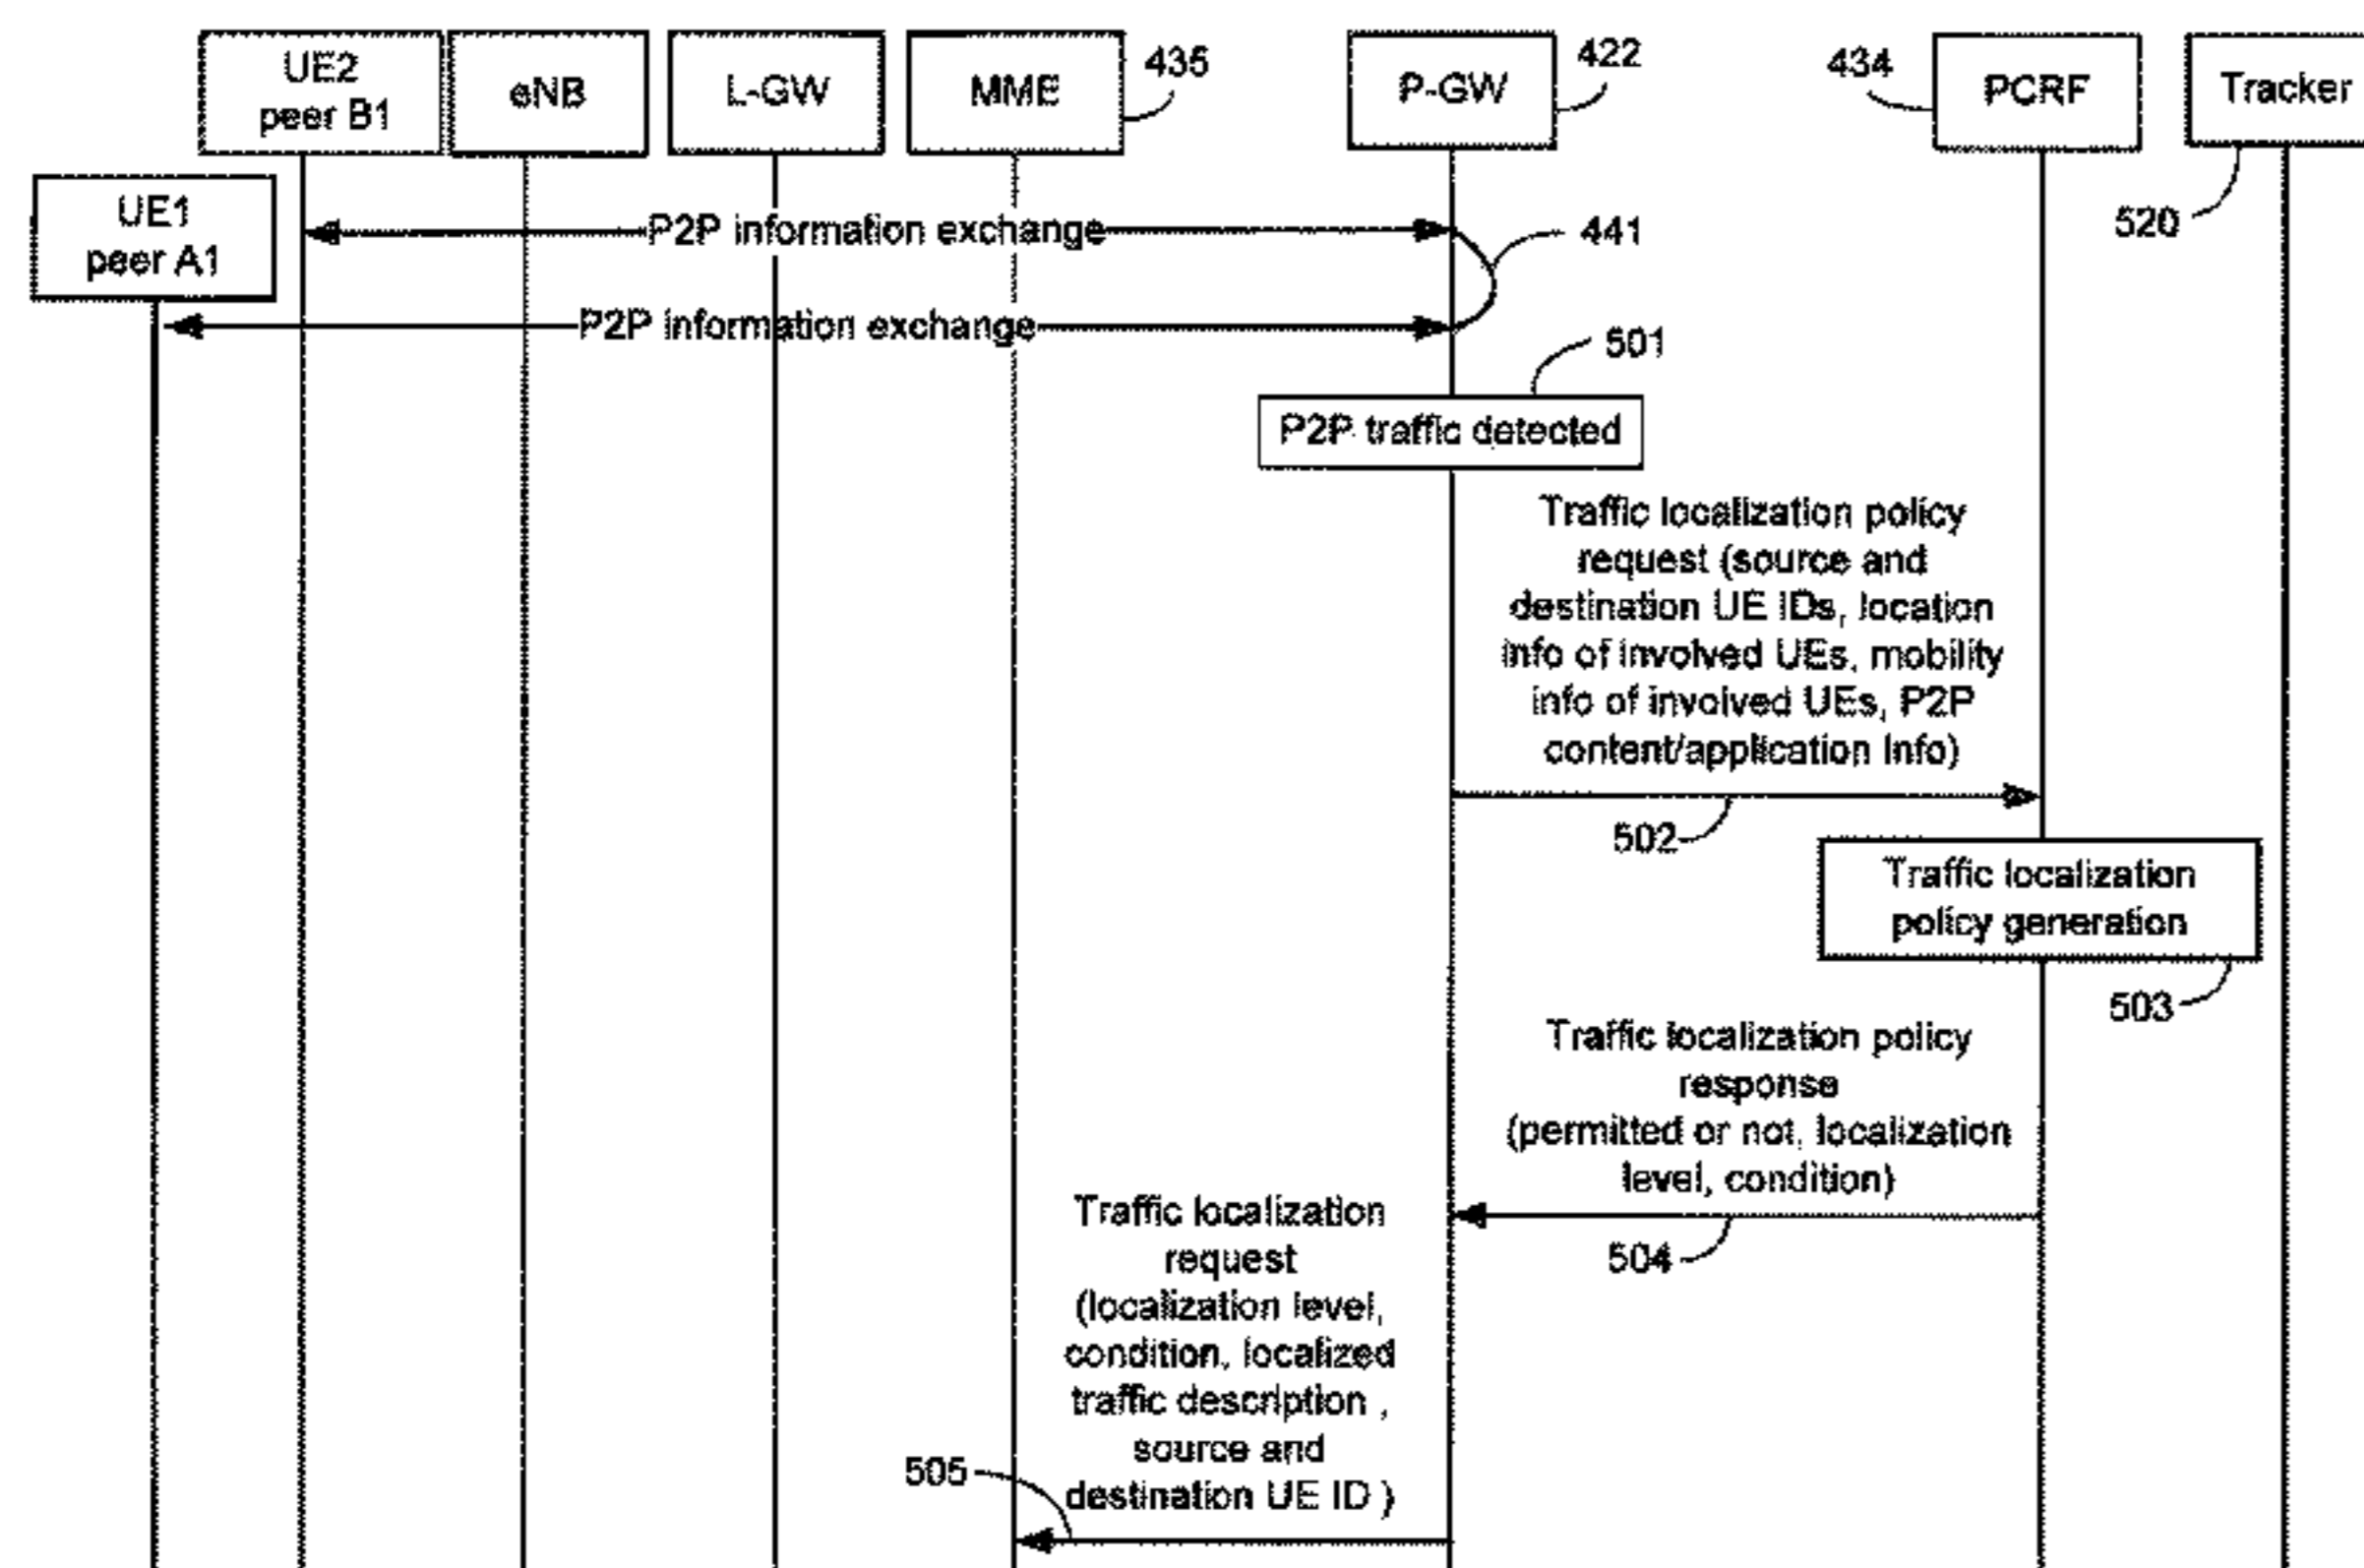 UE2
peer B1
eNB
L-GW
MME
435
P-GW
422
434
PCRF
Tracker
520
UE1
peer A1
P2P information exchange
441
P2P information exchange
501
P2P traffic detected
Traffic localization policy
request (source and
destination UE IDs, location
info of involved UEs, mobility
info of involved UEs, P2P
content/application Info)
502
Traffic localization
policy generation
503
Traffic localization policy
response
(permitted or not, localization
level, condition)
504
Traffic localization
request
(localization level,
condition, localized
traffic description ,
source and
destination UE ID )
505